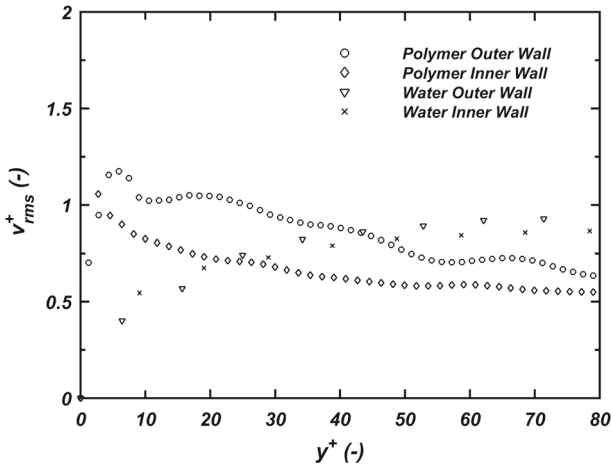 2
1.5
1
0.5
0
0 10 20 30 40 50 60 70 80
v+rms (-)
y+ (-)
Polymer Outer Wall
Polymer Inner Wall
Water Outer Wall
Water Inner Wall